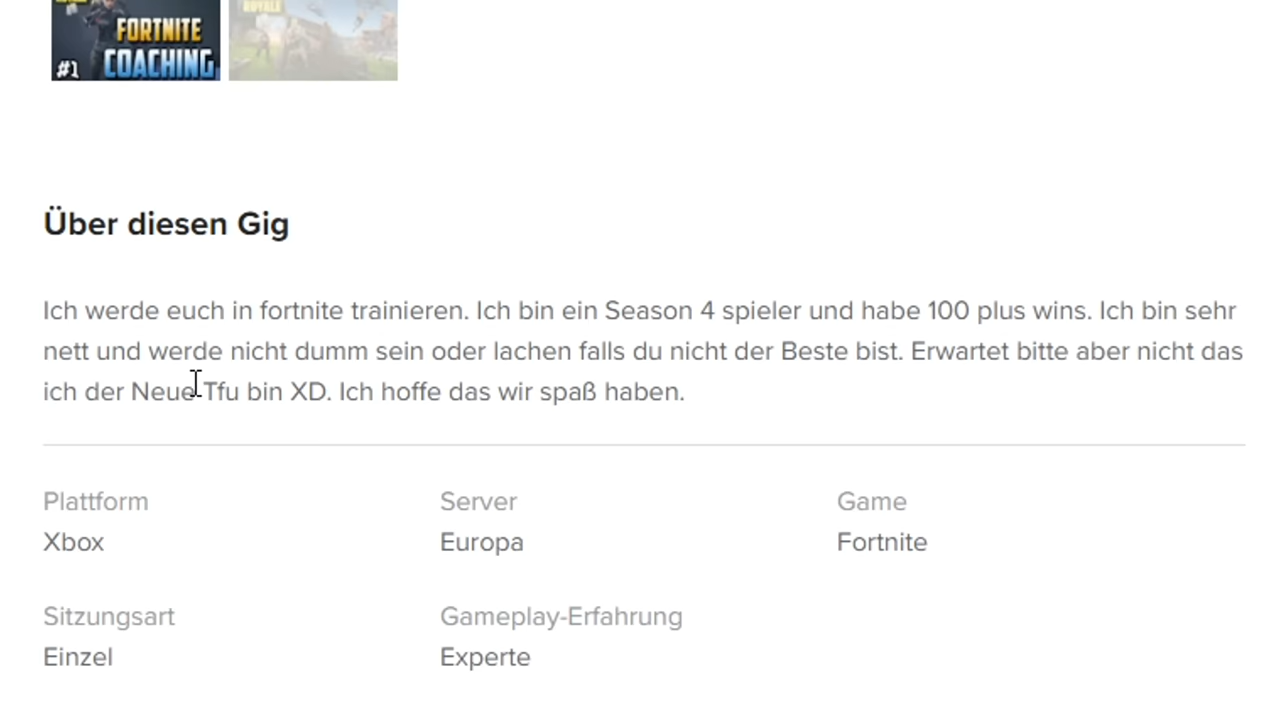 FORTNITE
#1 COACHING
ROYALE
Über diesen Gig
Ich werde euch in fortnite trainieren. Ich bin ein Season 4 spieler und habe 100 plus wins. Ich bin sehr
nett und werde nicht dumm sein oder lachen falls du nicht der Beste bist. Erwartet bitte aber nicht das
ich der Neue Tfu bin XD. Ich hoffe das wir spaß haben.
Plattform
Xbox
Server
Europa
Game
Fortnite
Sitzungsart
Einzel
Gameplay-Erfahrung
Experte